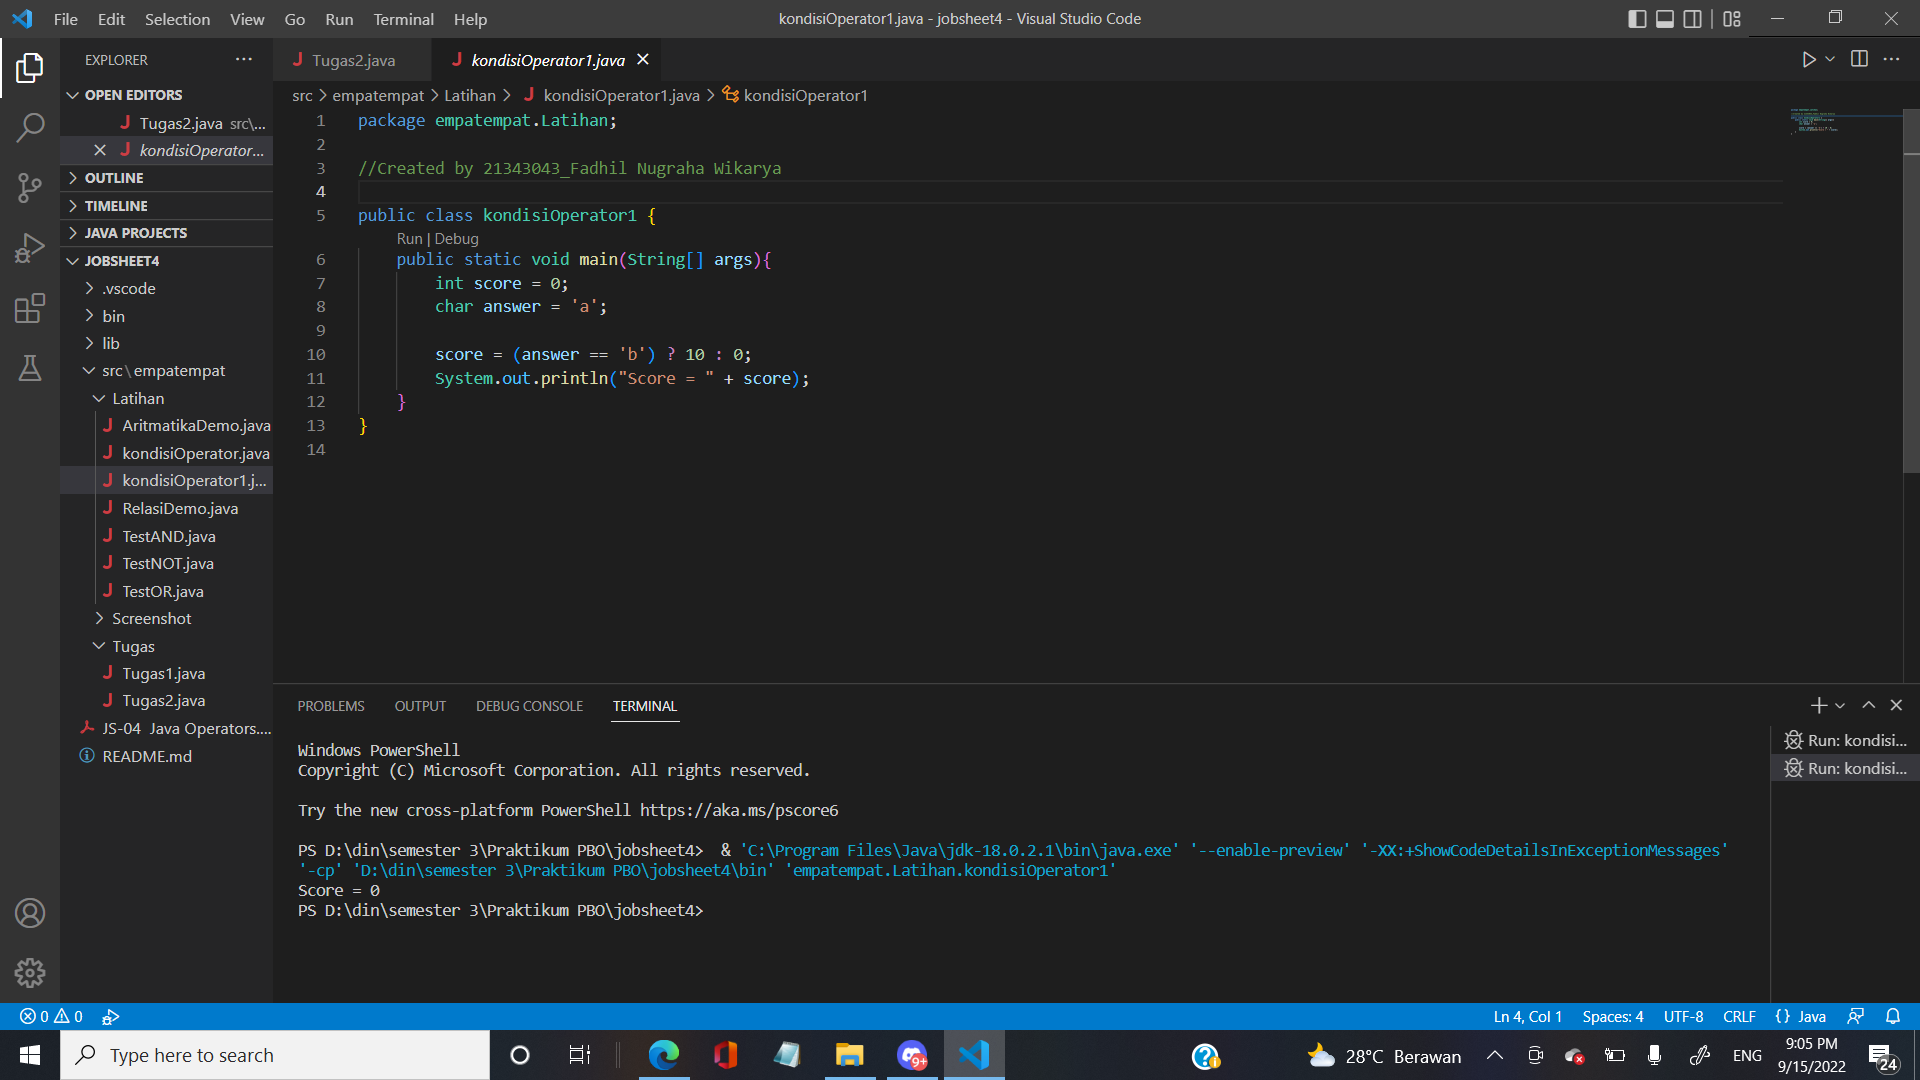 File Edit Selection View Go Run Terminal Help
kondisiOperator1.java - jobsheet4 - Visual Studio Code
EXPLORER
OPEN EDITORS
Tugas2.java src\...
kondisiOperator...
OUTLINE
TIMELINE
JAVA PROJECTS
JOBSHEET4
.vscode
bin
lib
src\empatempat
Latihan
AritmatikaDemo.java
kondisiOperator.java
kondisiOperator1.j...
RelasiDemo.java
TestAND.java
TestNOT.java
TestOR.java
Screenshot
Tugas
Tugas1.java
Tugas2.java
JS-04 Java Operators....
README.md
Tugas2.java
kondisiOperator1.java
src > empatempat > Latihan > kondisiOperator1.java > kondisiOperator1
1 package empatempat.Latihan;
2
3 //Created by 21343043_Fadhil Nugraha Wikarya
4
5 public class kondisiOperator1 {
Run | Debug
6 public static void main(String[] args){
7 int score = 0;
8 char answer = 'a';
9
10 score = (answer == 'b') ? 10 : 0;
11 System.out.println("Score = " + score);
12 }
13 }
14
PROBLEMS OUTPUT DEBUG CONSOLE TERMINAL
Windows PowerShell
Copyright (C) Microsoft Corporation. All rights reserved.
Try the new cross-platform PowerShell https://aka.ms/pscore6
PS D:\din\semester 3\Praktikum PBO\jobsheet4>  & 'C:\Program Files\Java\jdk-18.0.2.1\bin\java.exe' '--enable-preview' '-XX:+ShowCodeDetailsInExceptionMessages'
'-cp' 'D:\din\semester 3\Praktikum PBO\jobsheet4\bin' 'empatempat.Latihan.kondisiOperator1'
Score = 0
PS D:\din\semester 3\Praktikum PBO\jobsheet4>
Run: kondisi...
Run: kondisi...
0 0
Ln 4, Col 1 Spaces: 4 UTF-8 CRLF {} Java
Type here to search
9+
28°C Berawan
ENG
9:05 PM
9/15/2022
24